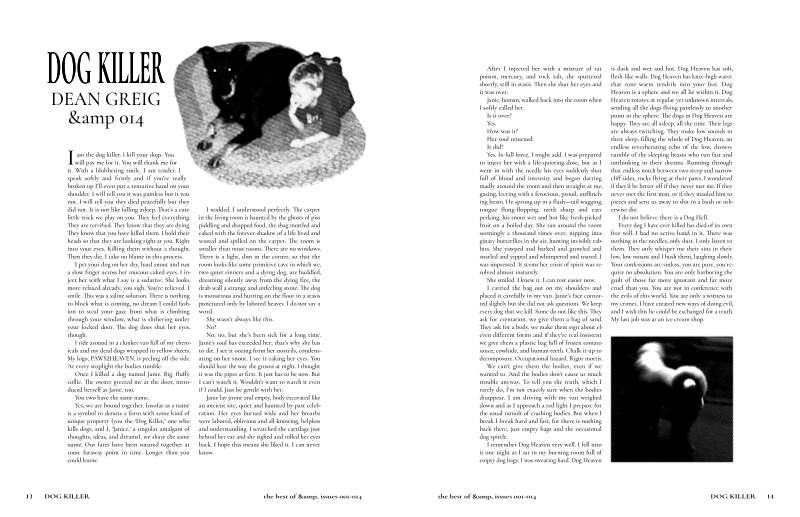 DOG KILLER
DEAN GREIG
&amp 014
I am the dog killer. I kill your dogs. You
will pay me for it. You will thank me for
it. With a blubbering smile. I am tender. I
speak softly and firmly and if you're really
broken up I'll even put a tentative hand on your
shoulder. I will tell you it was painless but it was
not. I will tell you they died peacefully but they
did not. It is not like falling asleep. That's a cute
little trick we play on you. They feel everything.
They are terrified. They know that they are dying.
They know that you have killed them. I hold their
heads so that they are looking right at you. Right
into your eyes. Killing them without a thought.
Then they die. I take no blame in this process.
I pet your dog on her dry, hard snout and run
a slow finger across her mucous caked eyes. I in-
ject her with what I say is a sedative. She looks
more relaxed already, you sigh. You're relieved. I
smile. This was a saline solution. There is nothing
to block what is coming, no dream I could fash-
ion to steal your gaze from what is climbing
through your window, what is slithering under
your locked door. The dog does shut her eyes,
though.
I ride around in a clunker van full of my chem-
icals and my dead dogs wrapped in yellow sheets.
My logo, PAWS2HEAVEN, is peeling off the side.
At every stoplight the bodies tumble.
Once I killed a dog named Janie. Big, fluffy
collie. The owner greeted me at the door, intro-
duced herself as Janie, too.
You two have the same name.
Yes, we are bound together. Insofar as a name
is a symbol to denote a form with some kind of
unique property (you the 'Dog Killer,' one who
kills dogs, and I, 'Janice,' a singular amalgam of
thoughts, ideas, and dreams), we share the same
name. Our fates have been sutured together at
some faraway point in time. Longer than you
could know.
I nodded. I understood perfectly. The carpet
in the living room is haunted by the ghosts of piss
piddling and dropped food, the shag mottled and
caked with the forever-shadow of a life lived and
wasted and spilled on the carpet. The room is
smaller than most rooms. There are no windows.
There is a light, dim in the corner, so that the
room looks like some primitive cave in which we,
two quiet sinners and a dying dog, are huddled,
dreaming silently away from the dying fire, the
drab wall a strange and unfeeling stone. The dog
is monstrous and hurting on the floor in a stasis
punctured only by labored heaves. I do not say a
word.
She wasn't always like this.
No?
No, no, but she's been sick for a long time.
Janie's soul has exceeded her, that's why she has
to die. I see it oozing from her nostrils, condens-
ating on her snout. I see it caking her eyes. You
should hear the way she groans at night. I thought
it was the pipes at first. It just has to be now. But
I can't watch it. Wouldn't want to watch it even
if I could. Just be gentle with her.
Janie lay prone and empty, body excavated like
an ancient site, quiet and haunted by past celeb-
ration. Her eyes burned wide and her breaths
were labored, oblivious and all-knowing, helpless
and understanding. I scratched the cartilage just
behind her ear and she sighed and rolled her eyes
back. I hope this means she liked it. I can never
know.
After I injected her with a mixture of rat
poison, mercury, and rock salt, she sputtered
shortly, still in stasis. Then she shut her eyes and
it was over.
Janie, human, walked back into the room when
I softly called her.
Is it over?
Yes.
How was it?
Her soul returned.
It did?
Yes. In full force, I might add. I was prepared
to inject her with a life-quieting dose, but as I
went in with the needle his eyes suddenly shot
full of blood and intensity and began darting
madly around the room and then straight at me,
gazing, leering with a ferocious, proud, unflinch-
ing beam. He sprung up in a flash—tail wagging,
tongue flung-flopping, teeth sharp and ears
perking, his snout wet and hot like fresh-picked
fruit on a boiled day. She ran around the room
seemingly a thousand times over, nipping imag-
inary butterflies in the air, hunting invisible rab-
bits. She yawped and barked and growled and
snarled and yipped and whimpered and roared. I
was impressed. It seems her crisis of spirit was re-
solved almost instantly.
She smiled. I knew it. I can rest easier now.
I carried the bag out on my shoulders and
placed it carefully in my van. Janie's face contor-
ted slightly but she did not ask questions. We keep
every dog that we kill. Some do not like this. They
ask for cremation, we give them a bag of sand.
They ask for a body, we make them sign about el-
even different forms and if they're real insistent
we give them a plastic bag full of frozen tomato
sauce, cowhide, and human teeth. Chalk it up to
decomposure. Occupational hazard. Rigor mortis.
We can't give them the bodies, even if we
wanted to. And the bodies don't cause us much
trouble anyway. To tell you the truth, which I
rarely do, I'm not exactly sure when the bodies
disappear. I am driving with my van weighed
down and as I approach a red light I prepare for
the usual tumult of crashing bodies. But when I
break I break hard and fast, for there is nothing
back there, just empty bags and the occasional
dog spittle.
I remember Dog Heaven very well. I fell into
it one night as I sat in my burning room full of
empty dog bags. I was sweating hard. Dog Heaven
is dark and wet and hot. Dog Heaven has soft,
flesh-like walls. Dog Heaven has knee-high water
that runs warm tendrils into your feet. Dog
Heaven is a sphere and we all lie within it. Dog
Heaven rotates at regular yet unknown intervals,
sending all the dogs flying painlessly to another
point in the sphere. The dogs in Dog Heaven are
happy. They are all asleep, all the time. Their legs
are always twitching. They make low sounds in
their sleep, filling the whole of Dog Heaven, an
endless reverberating echo of the low, drowsy
rumble of the sleeping beasts who run fast and
unthinking in their dreams. Running through
that endless notch between two steep and narrow
cliff sides, rocks flying at their paws. I wondered
if they'd be better off if they never met me. If they
never met the first man, or if they mauled him to
pieces and sent us away to shit in a bush or oth-
erwise die.
I do not believe there is a Dog Hell.
Every dog I have ever killed has died of its own
free will. I had no active hand in it. There was
nothing in the needles, only dust. I only listen to
them. They only whisper me their sins in their
low, low moans and I hush them, laughing slowly.
Your confessions are sinless, you are pure, you re-
quire no absolution. You are only harboring the
guilt of those far more ignorant and far more
cruel than you. You are not in conference with
the evils of this world. You are only a witness to
my crimes. I have created new ways of doing evil,
and I wish this lie could be exchanged for a truth.
My last job was at an ice cream shop.
13 DOG KILLER
the best of &amp, issues 001-014
the best of &amp, issues 001-014
DOG KILLER 14